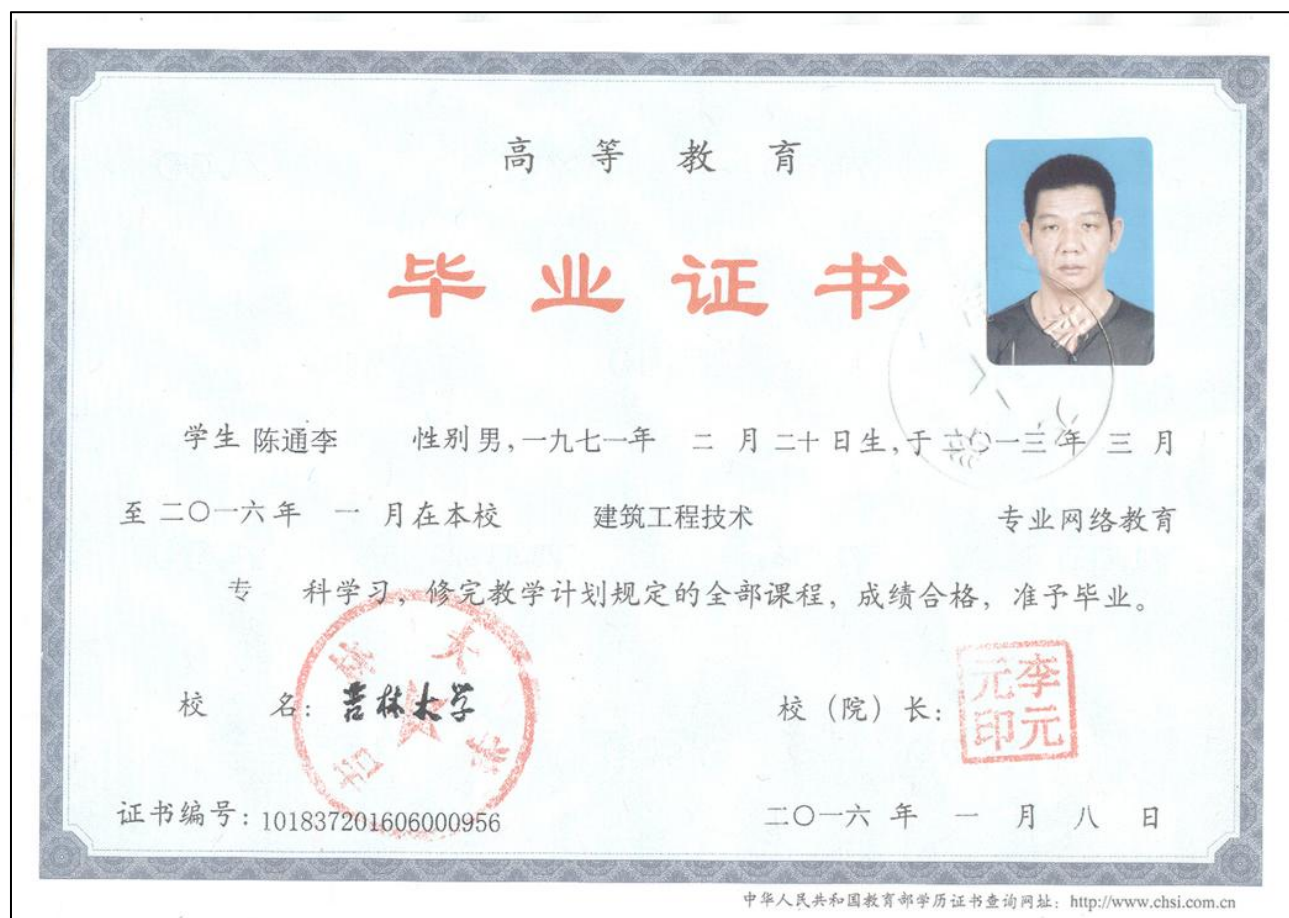 高等教育
毕业证书
学生 陈通李 性别 男,一九七一年 二 月 二十 日生,于 二〇一三年 三 月
至 二〇一六 年 一 月在本校 建筑工程技术 专业网络教育
专 科学习，修完教学计划规定的全部课程，成绩合格，准予毕业。
校 名：吉林大学
吉林大学
校（院）长：
李元元印
证书编号：101837201606000956
二〇一六 年 一 月 八 日
中华人民共和国教育部学历证书查询网址：http://www.chsi.com.cn